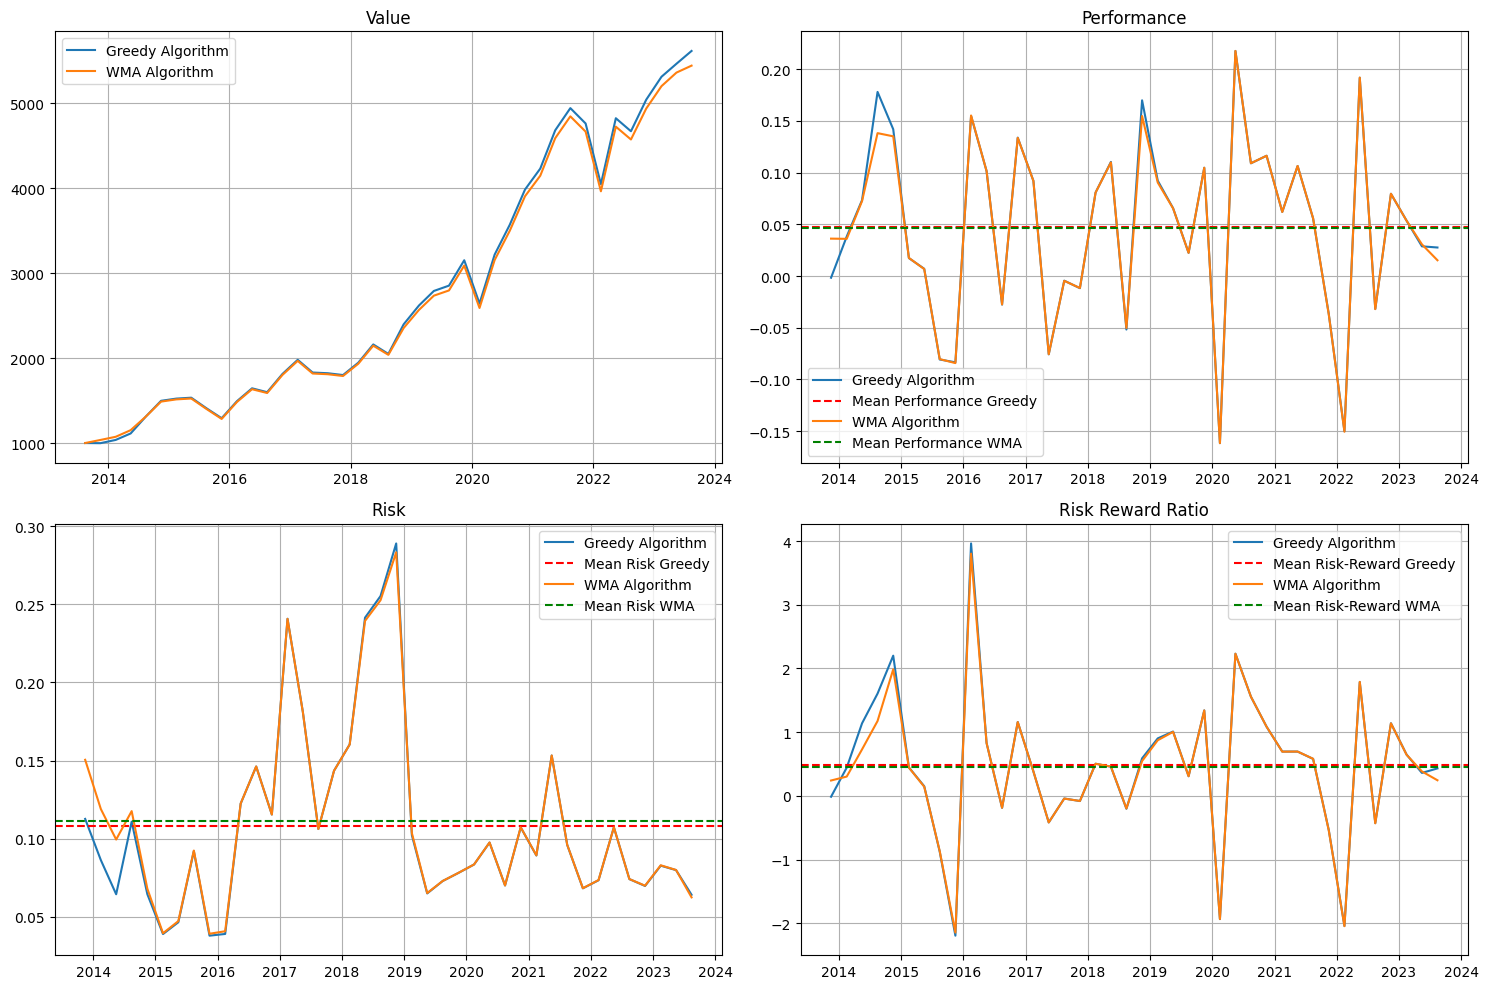 Value
Greedy Algorithm
WMA Algorithm
5000
4000
3000
2000
1000
2014 2016 2018 2020 2022 2024
Performance
0.20
0.15
0.10
0.05
0.00
−0.05
−0.10
−0.15
Greedy Algorithm
Mean Performance Greedy
WMA Algorithm
Mean Performance WMA
2014 2015 2016 2017 2018 2019 2020 2021 2022 2023 2024
Risk
0.30
0.25
0.20
0.15
0.10
0.05
Greedy Algorithm
Mean Risk Greedy
WMA Algorithm
Mean Risk WMA
2014 2015 2016 2017 2018 2019 2020 2021 2022 2023 2024
Risk Reward Ratio
Greedy Algorithm
Mean Risk-Reward Greedy
WMA Algorithm
Mean Risk-Reward WMA
4
3
2
1
0
−1
−2
2014 2015 2016 2017 2018 2019 2020 2021 2022 2023 2024